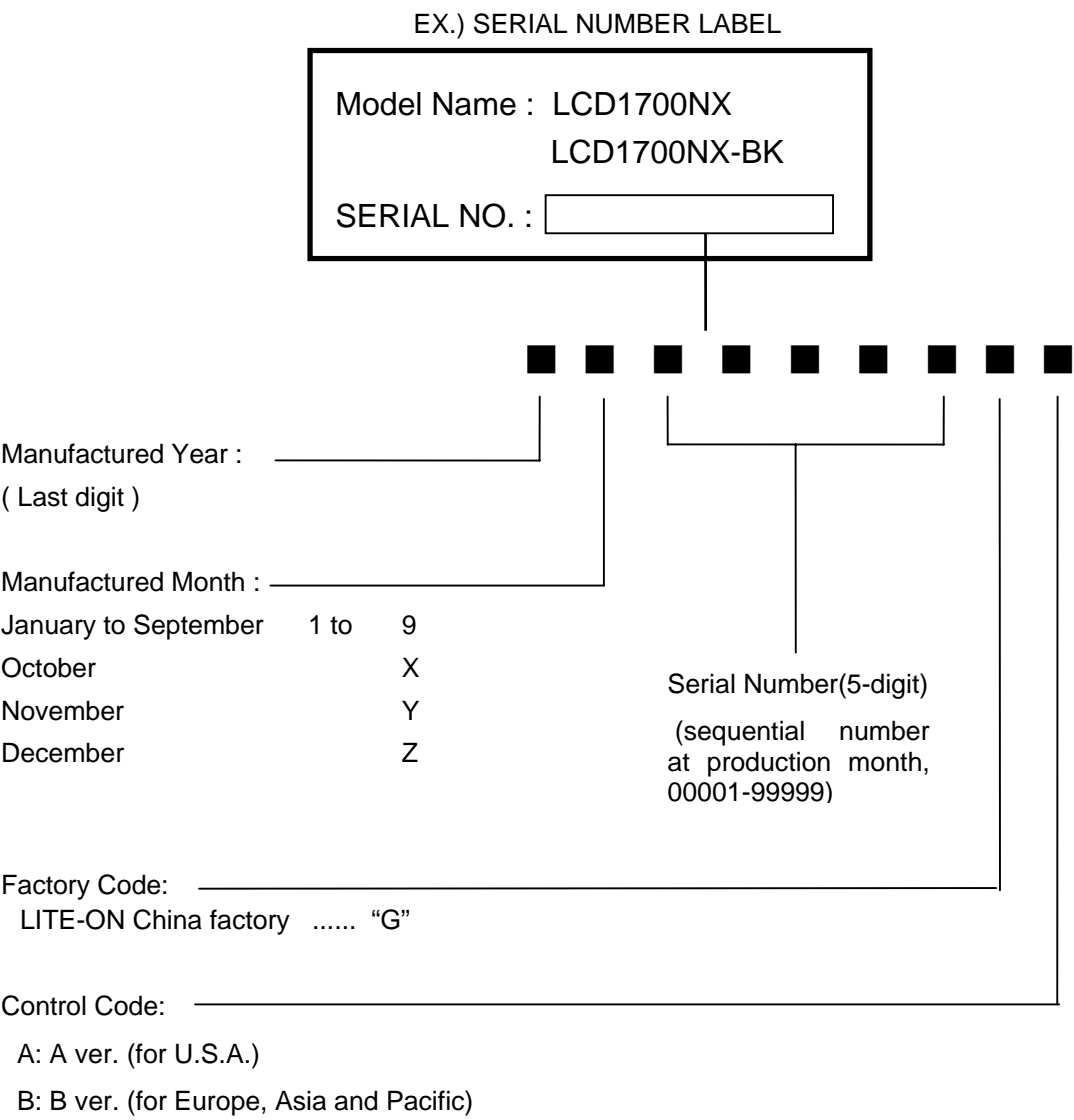 EX.) SERIAL NUMBER LABEL
Model Name : LCD1700NX
LCD1700NX-BK
SERIAL NO. :
Manufactured Year :
( Last digit )
Manufactured Month :
January to September 1 to 9
October X
November Y
December Z
Serial Number(5-digit)
(sequential number
at production month,
00001-99999)
Factory Code:
LITE-ON China factory ...... “G”
Control Code:
A: A ver. (for U.S.A.)
B: B ver. (for Europe, Asia and Pacific)